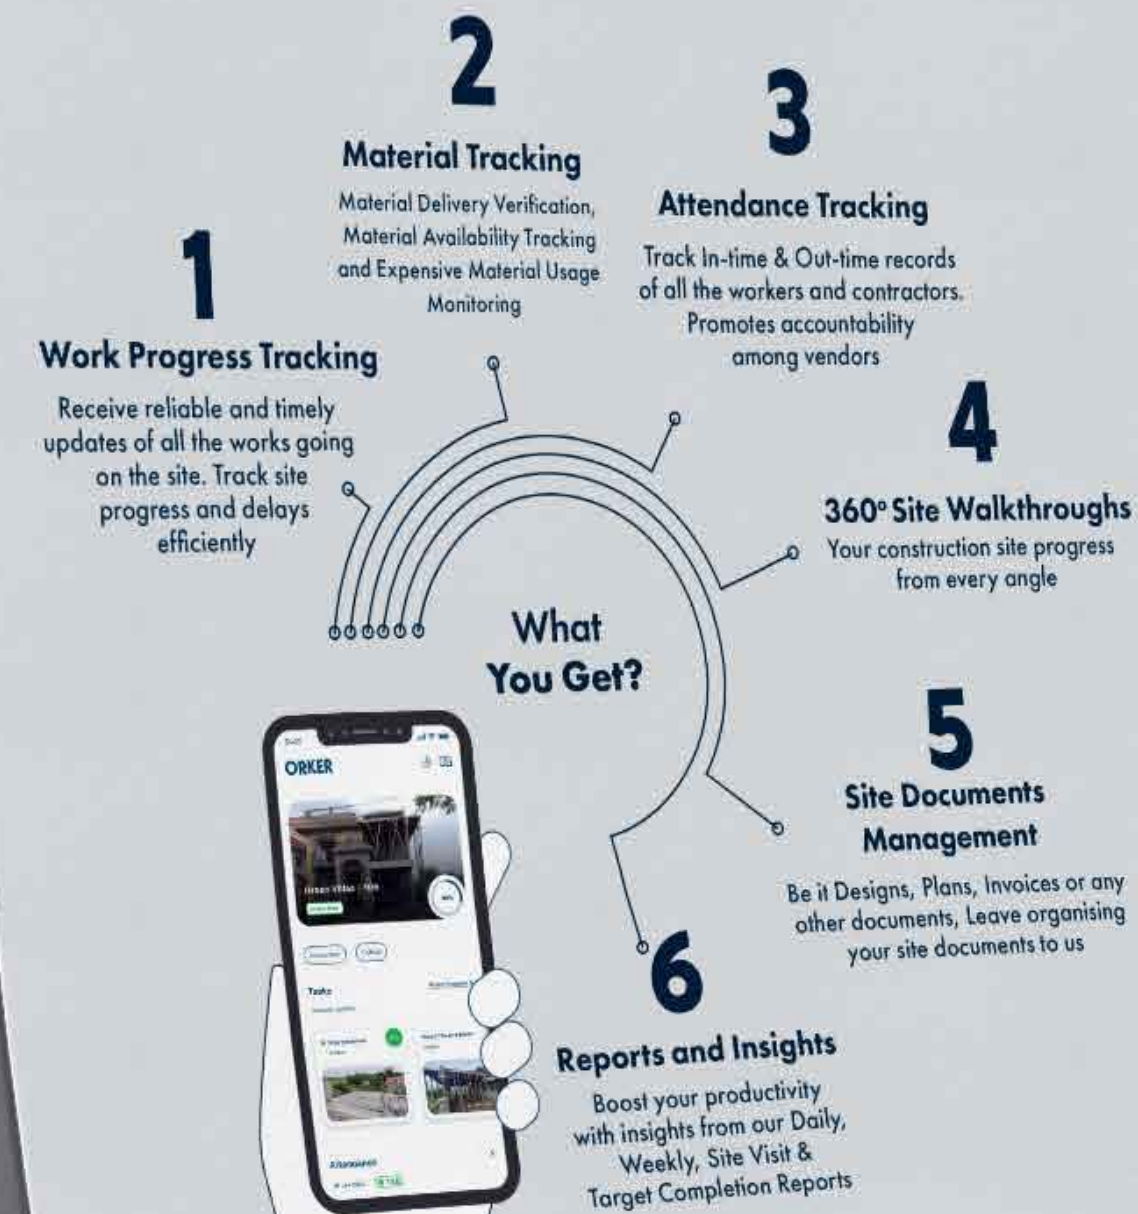 2
Material Tracking
Material Delivery Verification,
Material Availability Tracking
and Expensive Material Usage
Monitoring
3
Attendance Tracking
Track In-time & Out-time records
of all the workers and contractors.
Promotes accountability
among vendors
1
Work Progress Tracking
Receive reliable and timely
updates of all the works going
on the site. Track site
progress and delays
efficiently
4
360° Site Walkthroughs
Your construction site progress
from every angle
What
You Get?
5
Site Documents
Management
Be it Designs, Plans, Invoices or any
other documents, Leave organising
your site documents to us
ORKER
Tasks
Attendance
6
Reports and Insights
Boost your productivity
with insights from our Daily,
Weekly, Site Visit &
Target Completion Reports